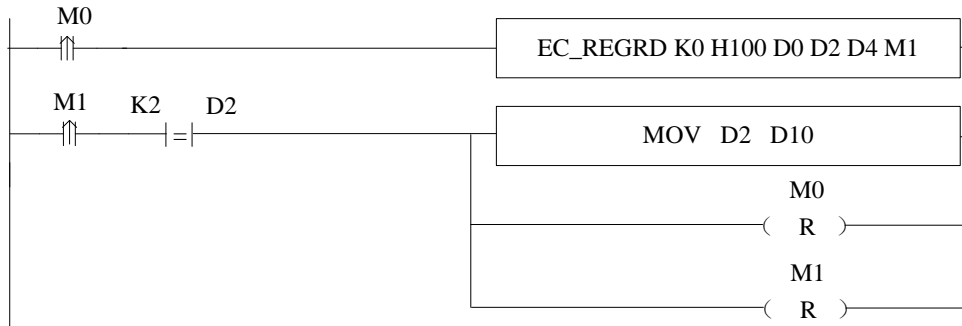 M0
EC_REGRD K0 H100 D0 D2 D4 M1
M1 K2 = D2
MOV D2 D10
M0
R
M1
R